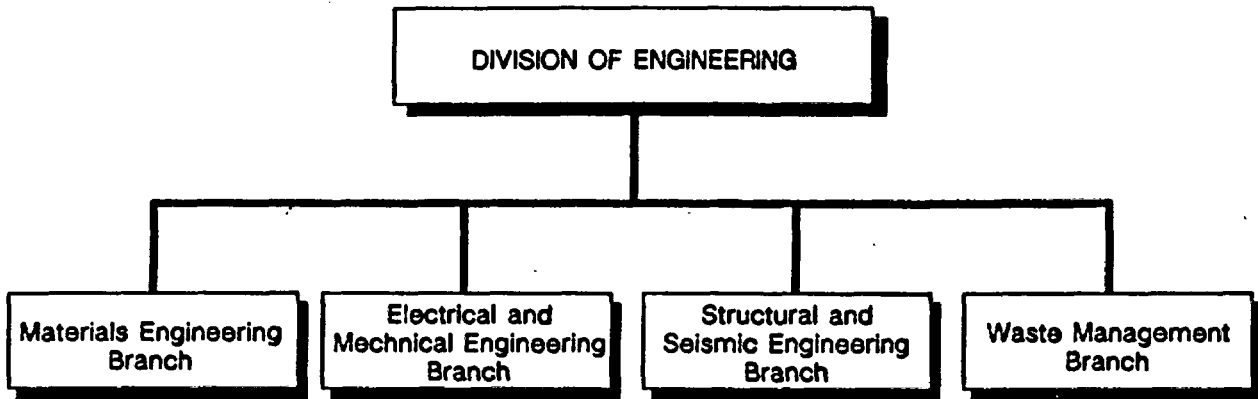 DIVISION OF ENGINEERING
Materials Engineering
Branch
Electrical and
Mechnical Engineering
Branch
Structural and
Seismic Engineering
Branch
Waste Management
Branch